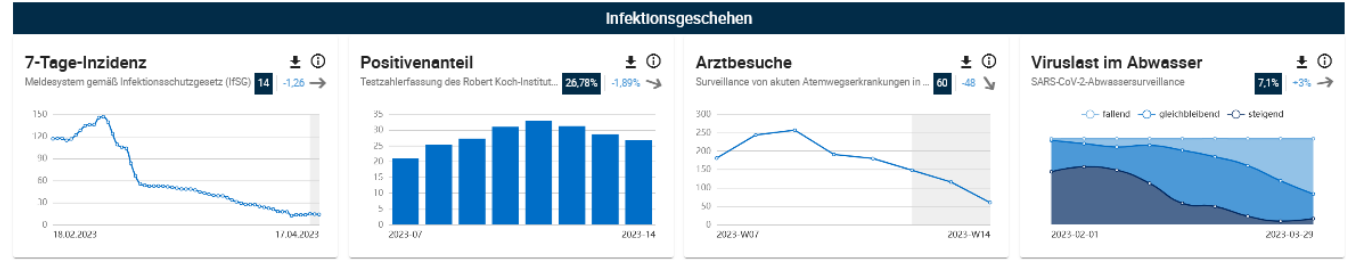 Infektionsgeschehen
7-Tage-Inzidenz
Meldesystem gemäß Infektionsschutzgesetz (IfSG) 14 -1,26
150
120
90
60
30
0
18.02.2023 17.04.2023
Positivenanteil
Testzahlerfassung des Robert Koch-Institut... 26,78% -1,89%
35
30
25
20
15
10
5
0
2023-07 2023-14
Arztbesuche
Surveillance von akuten Atemwegserkrankungen in ... 60 -48
300
250
200
150
100
50
0
2023-W07 2023-W14
Viruslast im Abwasser
SARS-CoV-2-Abwassersurveillance 7,1% +3%
fallend gleichbleibend steigend
2023-02-01 2023-03-29